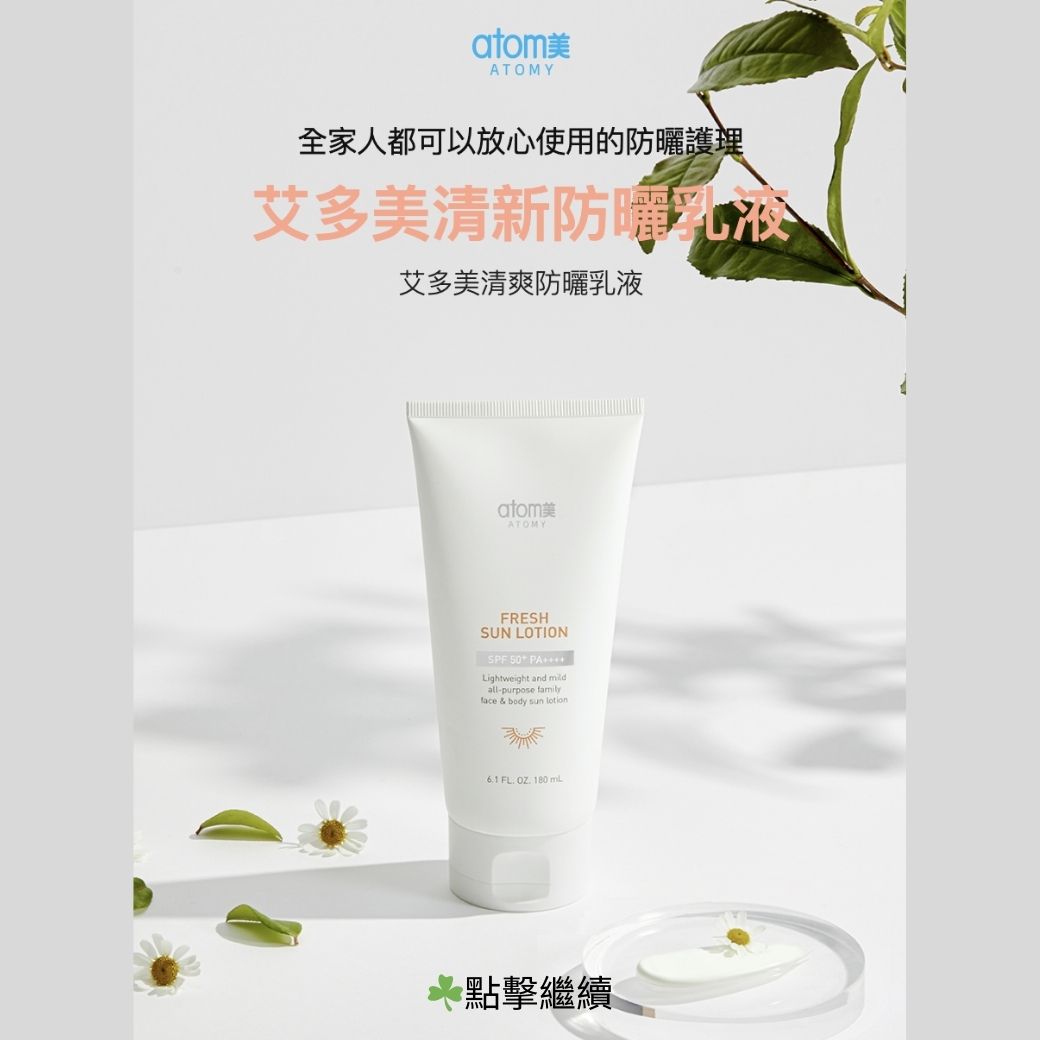 atom美
ATOMY
全家人都可以放心使用的防曬護理
艾多美清新防曬乳液
艾多美清爽防曬乳液
atom美
ATOMY
FRESH
SUN LOTION
SPF 50+ PA++++
Lightweight and mild
all-purpose family
face & body sun lotion
6.1 FL. OZ. 180 mL
☘️點擊繼續